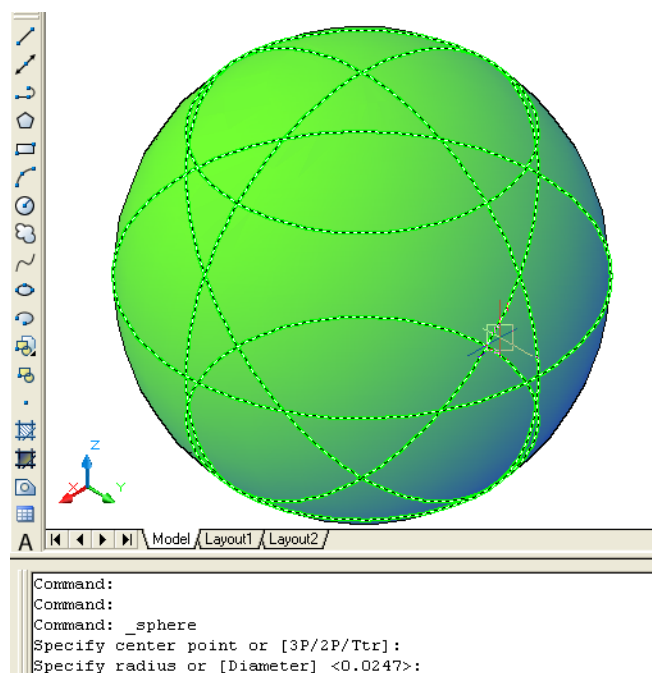 A
Z
X
Y
Model
Layout1
Layout2
Command:
Command:
Command: _sphere
Specify center point or [3P/2P/Ttr]:
Specify radius or [Diameter] <0.0247>: